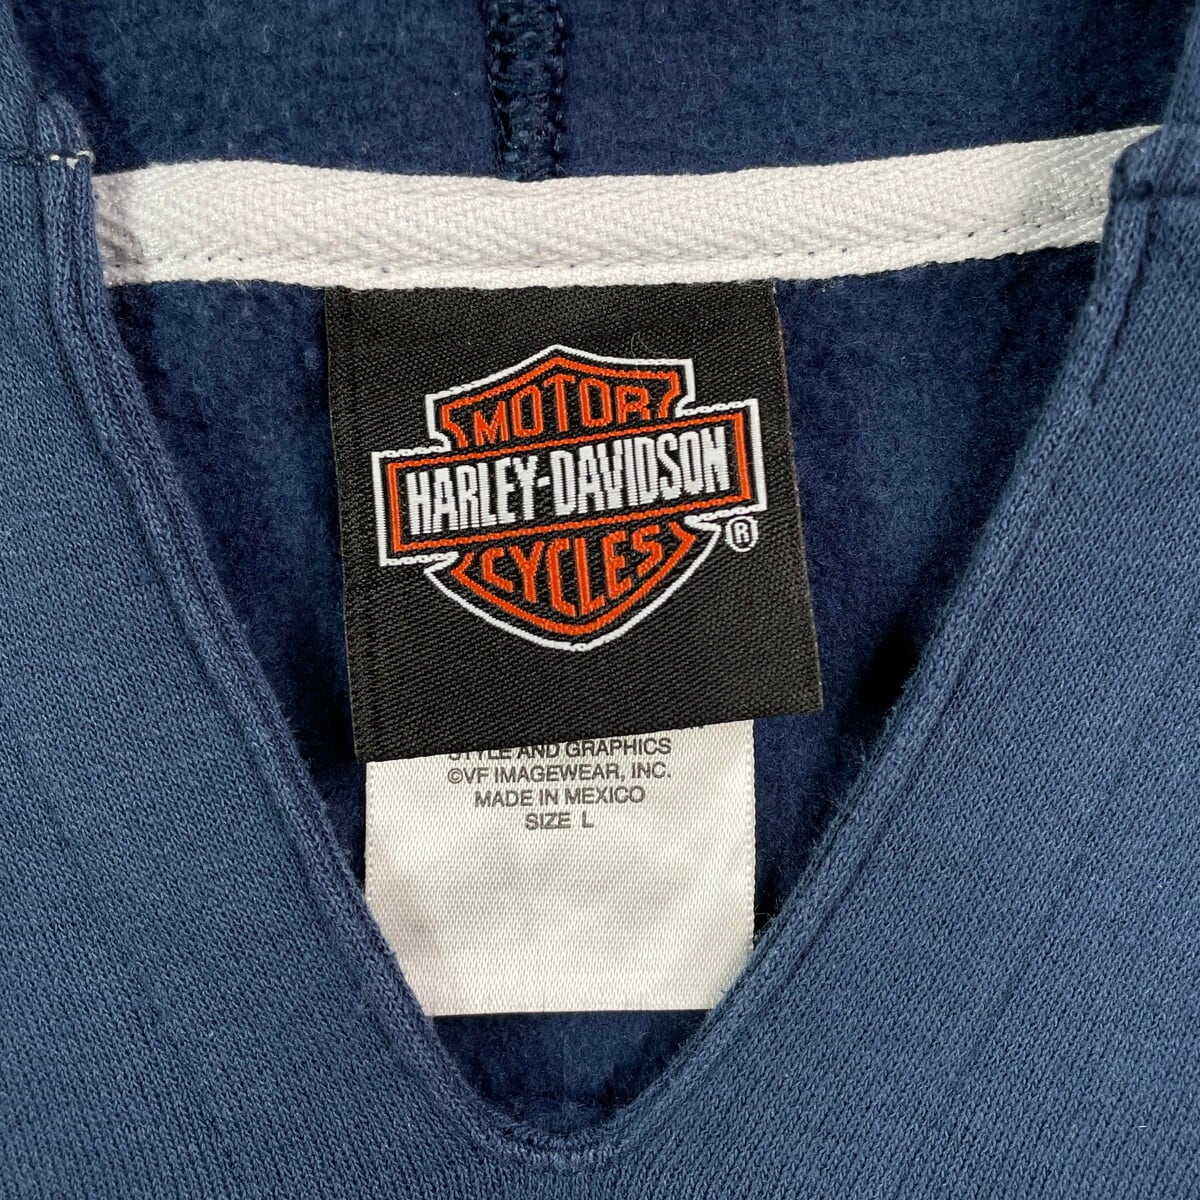 MOTOR
HARLEY-DAVIDSON
CYCLES
®
STYLE AND GRAPHICS
©VF IMAGEWEAR, INC.
MADE IN MEXICO
SIZE L